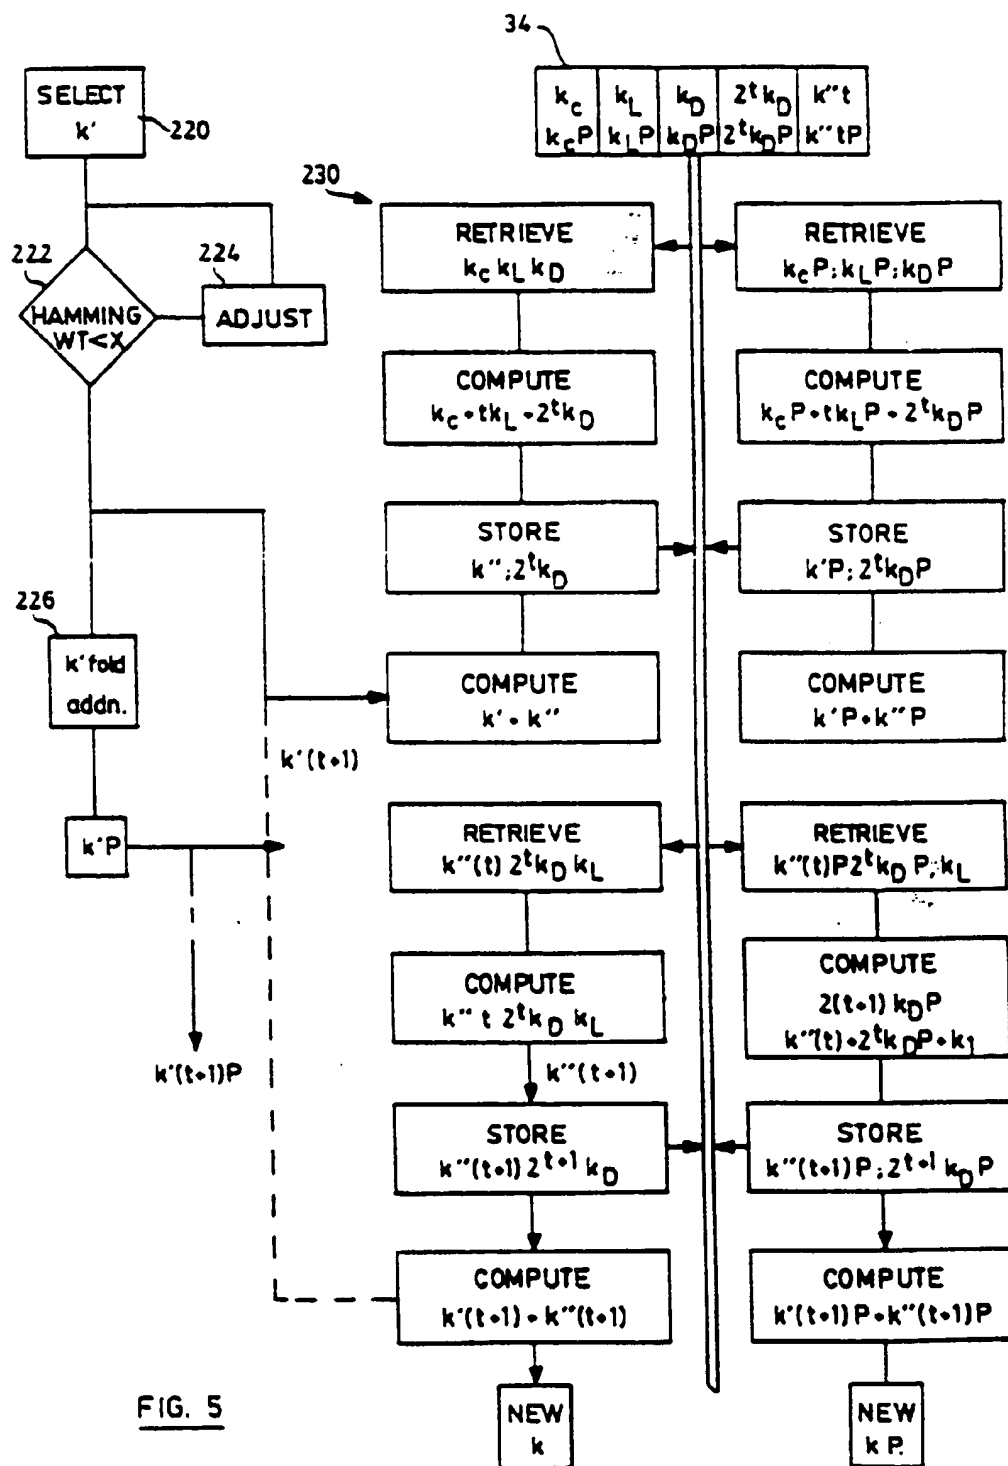 34
SELECT
k'
220
k_c k_L k_D 2^t k_D k''t
k_cP k_LP k_DP 2^t k_DP k''tP
230
222
224
HAMMING
WT<X
ADJUST
RETRIEVE
k_c k_L k_D
RETRIEVE
k_cP; k_LP; k_DP
COMPUTE
k_c + tk_L + 2^t k_D
COMPUTE
k_cP + tk_LP + 2^t k_DP
STORE
k''; 2^t k_D
STORE
k'P; 2^t k_DP
226
k' fold
addn.
COMPUTE
k' + k''
COMPUTE
k'P + k''P
k'(t+1)
k'P
RETRIEVE
k''(t) 2^t k_D k_L
RETRIEVE
k''(t)P 2^t k_D P; k_L
COMPUTE
k'' t 2^t k_D k_L
COMPUTE
2(t+1) k_DP
k''(t) + 2^t k_DP + k_1
k'(t+1)P
k''(t+1)
STORE
k''(t+1) 2^{t+1} k_D
STORE
k''(t+1)P; 2^{t+1} k_D P
COMPUTE
k'(t+1) + k''(t+1)
COMPUTE
k'(t+1)P + k''(t+1)P
FIG. 5
NEW
k
NEW
k P.